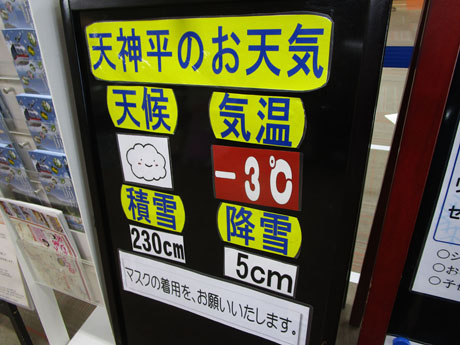 天神平のお天気
天候
気温
-3℃
積雪
降雪
230cm
5cm
マスクの着用を、お願いいたします。